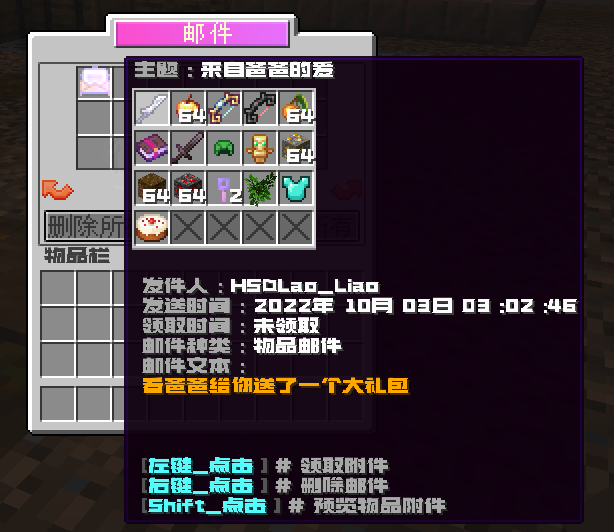 邮件
主题 : 来自爸爸的爱
64
64
64
64
64
2
删除所
有
物品栏
发件人 : HSDLao_Liao
发送时间 : 2022年 10月 03日 03 :02 :46
领取时间 : 未领取
邮件种类 : 物品邮件
邮件文本 :
看爸爸给你送了一个大礼包
[左键_点击 ] # 领取附件
[右键_点击 ] # 删除邮件
[Shift_点击 ] # 预览物品附件